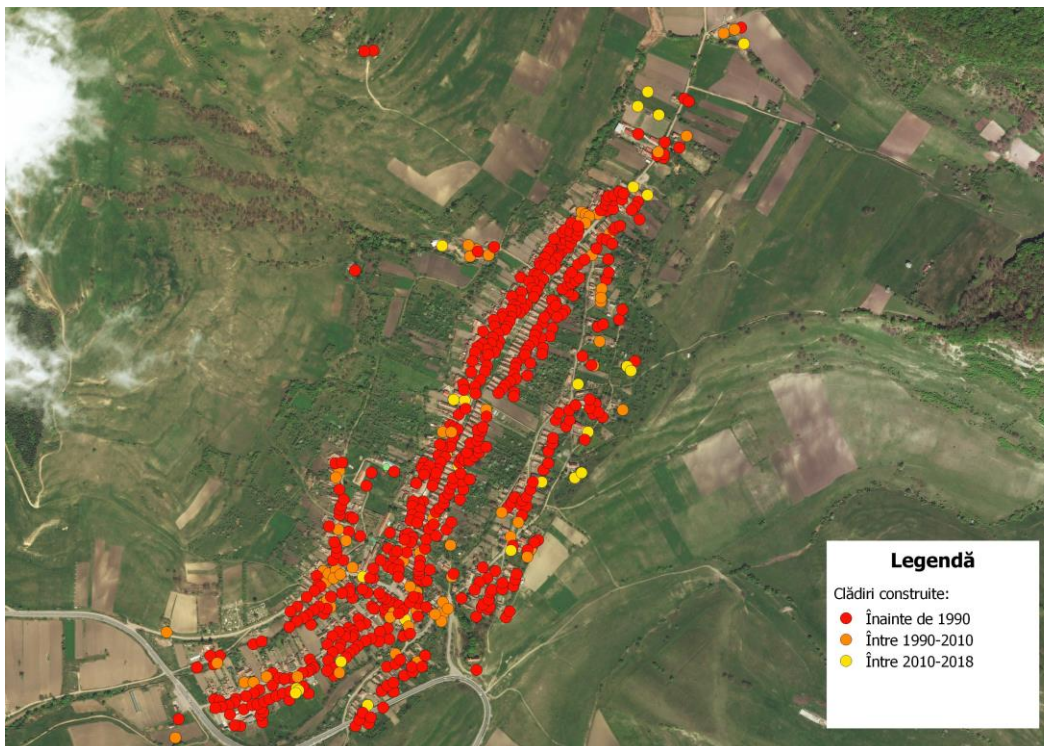 Legendă
Clădiri construite:
Înainte de 1990
Între 1990-2010
Între 2010-2018